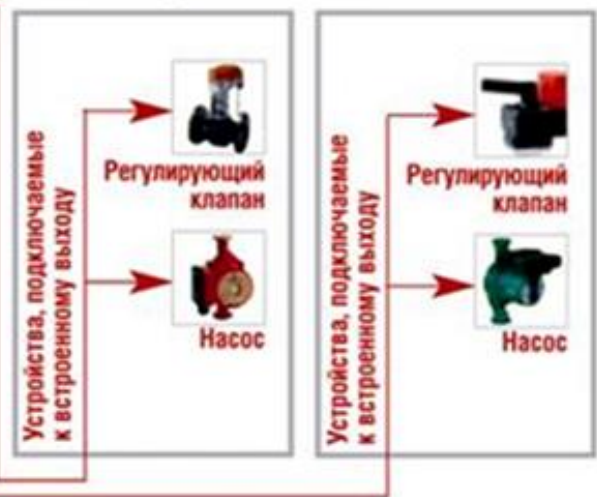 Устройства, подключаемые
к встроенному выходу
Регулирующий
клапан
Насос
Устройства, подключаемые
к встроенному выходу
Регулирующий
клапан
Насос